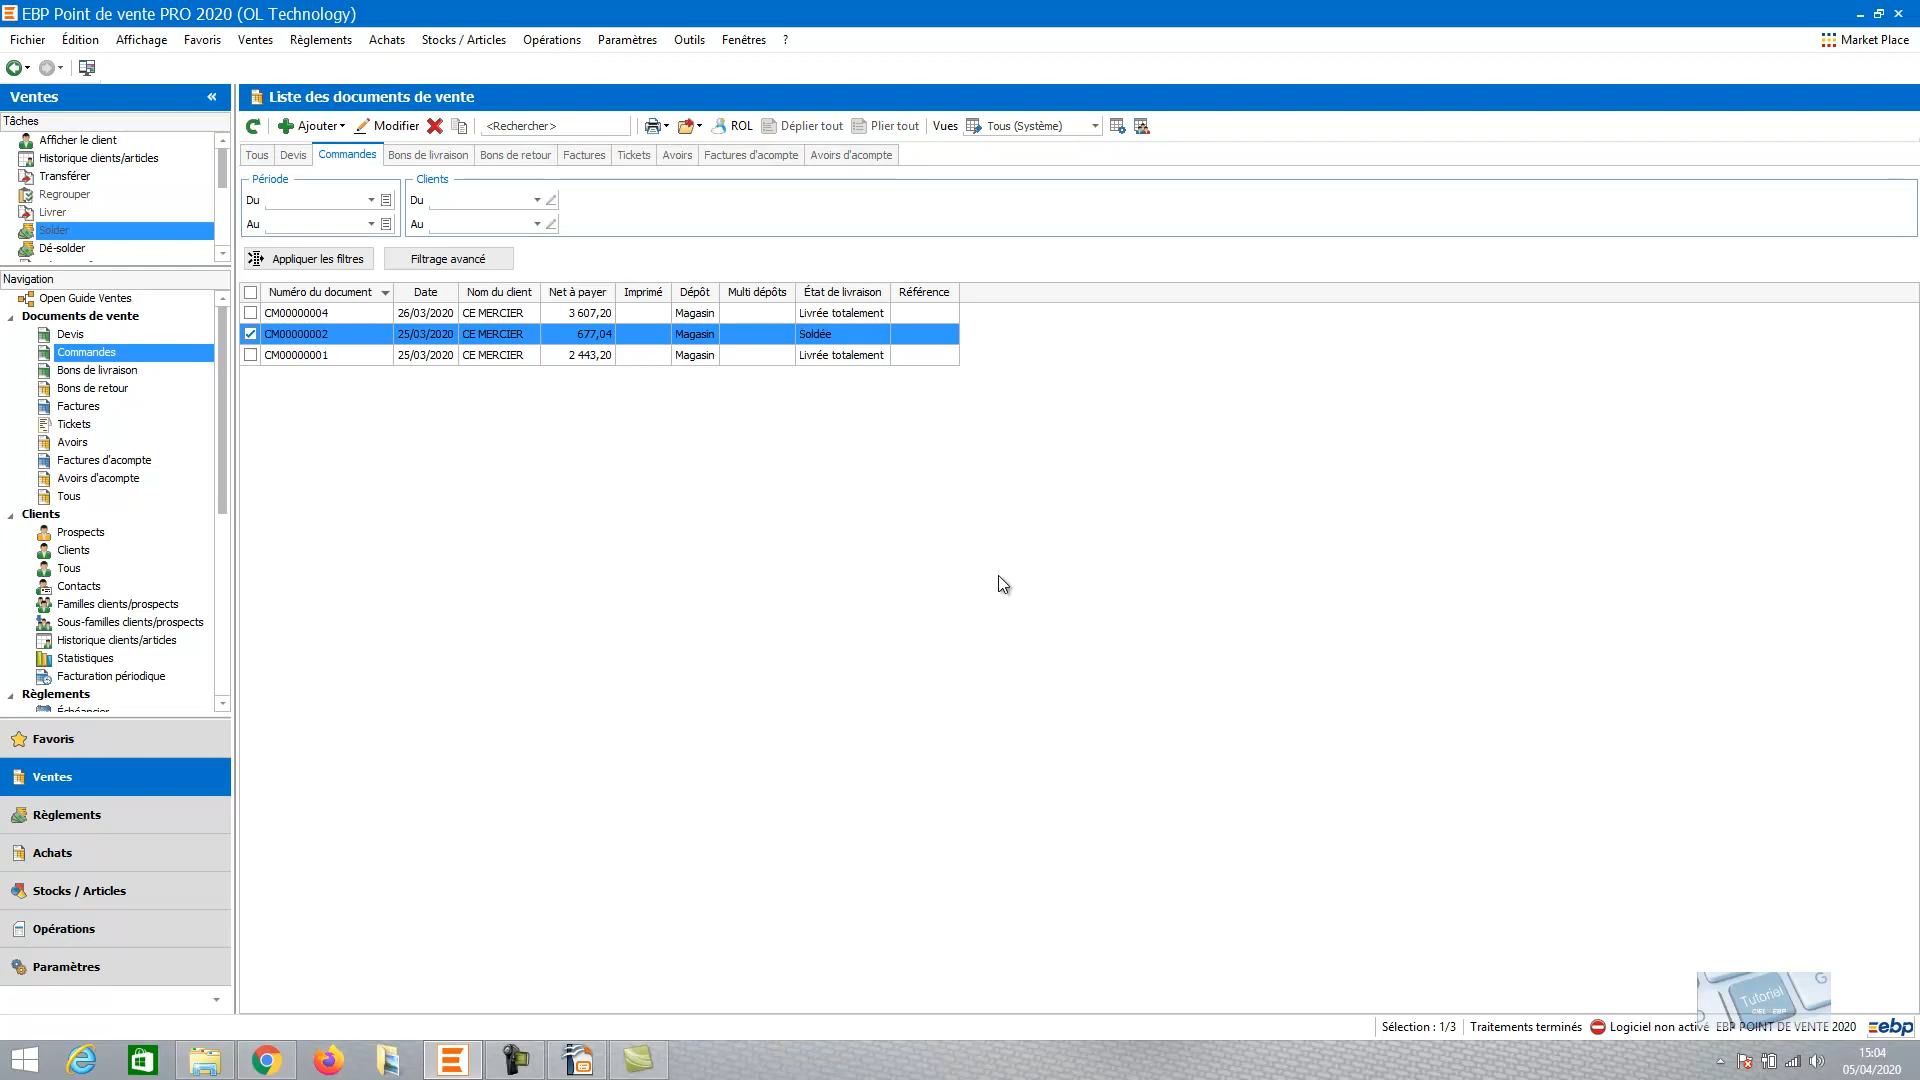 EBP Point de vente PRO 2020 (OL Technology)
Fichier Édition Affichage Favoris Ventes Règlements Achats Stocks / Articles Opérations Paramètres Outils Fenêtres ? Market Place
Ventes «
Tâches
Afficher le client
Historique clients/articles
Transférer
Regrouper
Livrer
Solder
Dé-solder
Navigation
Open Guide Ventes
Documents de vente
Devis
Commandes
Bons de livraison
Bons de retour
Factures
Tickets
Avoirs
Factures d'acompte
Avoirs d'acompte
Tous
Clients
Prospects
Clients
Tous
Contacts
Familles clients/prospects
Sous-familles clients/prospects
Historique clients/articles
Statistiques
Facturation périodique
Règlements
Échéancier
Favoris
Ventes
Règlements
Achats
Stocks / Articles
Opérations
Paramètres
Liste des documents de vente
Ajouter Modifier <Rechercher> ROL Déplier tout Plier tout Vues Tous (Système)
Tous Devis Commandes Bons de livraison Bons de retour Factures Tickets Avoirs Factures d'acompte Avoirs d'acompte
Période Clients
Du Du
Au Au
Appliquer les filtres Filtrage avancé
Numéro du document Date Nom du client Net à payer Imprimé Dépôt Multi dépôts État de livraison Référence
CM00000004 26/03/2020 CE MERCIER 3 607,20 Magasin Livrée totalement
CM00000002 25/03/2020 CE MERCIER 677,04 Magasin Soldée
CM00000001 25/03/2020 CE MERCIER 2 443,20 Magasin Livrée totalement
G
Tutoriel
CIEL - EBP
Sélection : 1/3 Traitements terminés Logiciel non activé EBP POINT DE VENTE 2020 ebp
15:04
05/04/2020